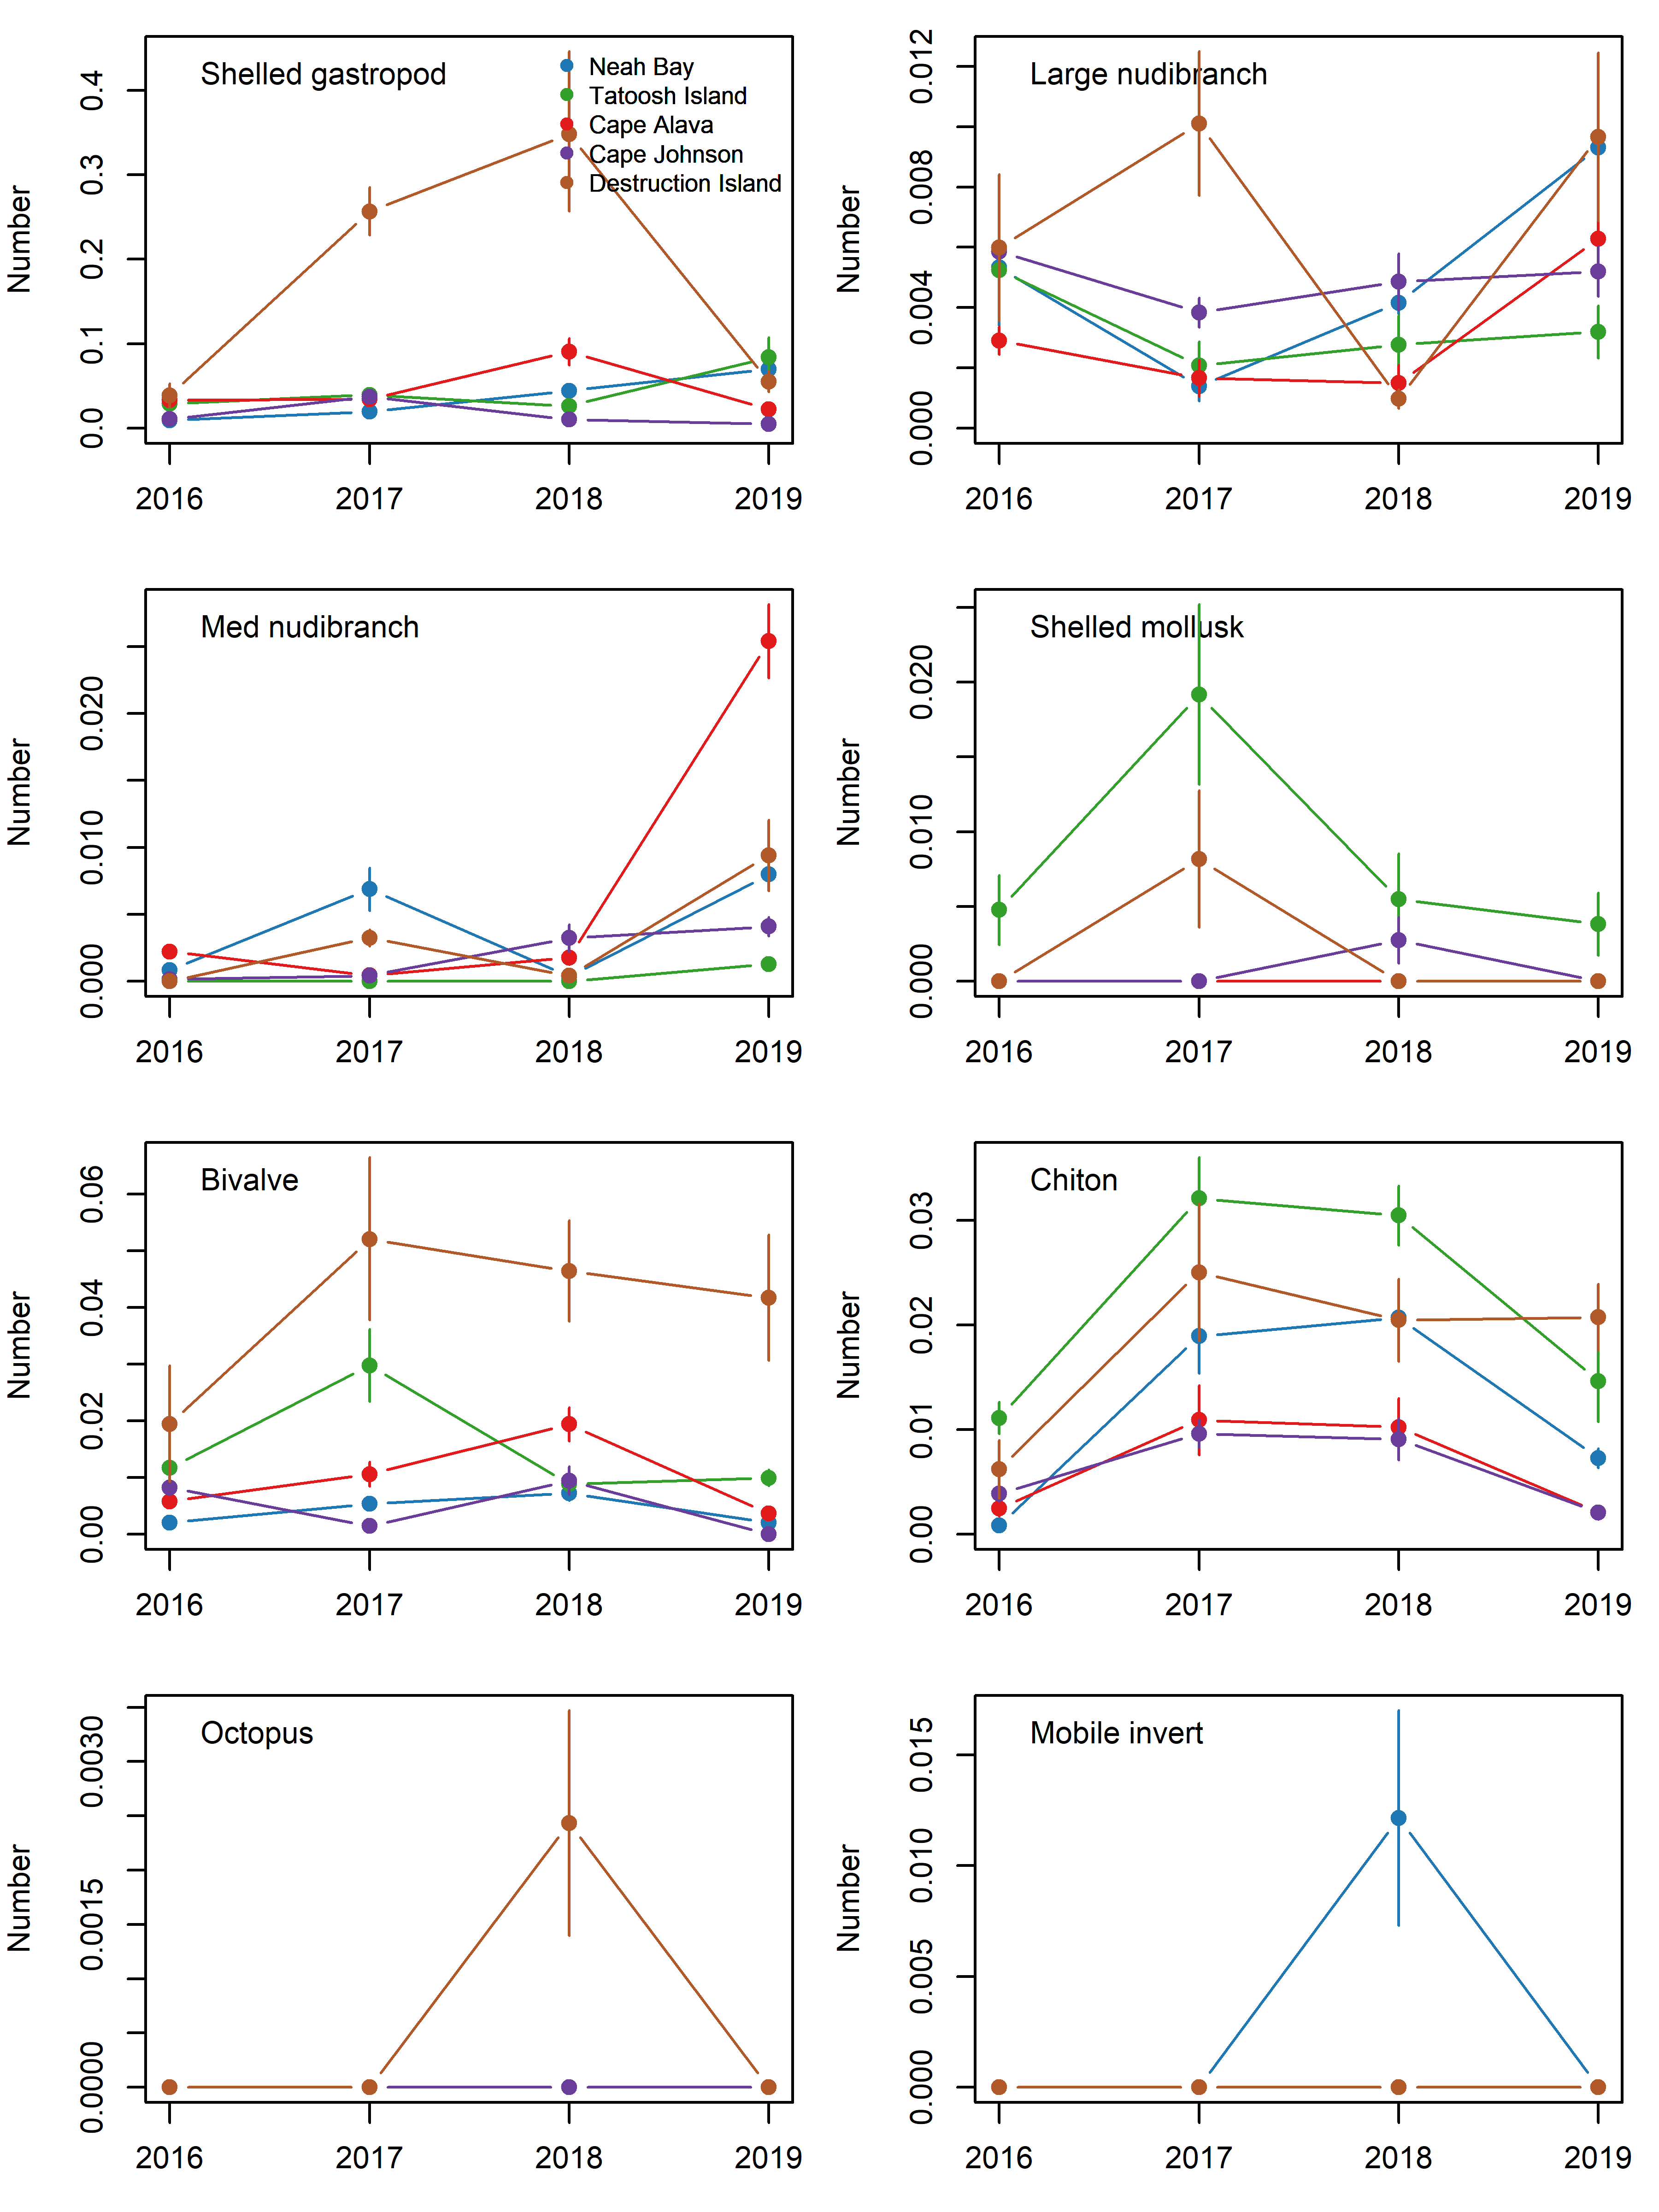 Shelled gastropod
Neah Bay
Tatoosh Island
Cape Alava
Cape Johnson
Destruction Island
Number
0.0 0.1 0.2 0.3 0.4
2016 2017 2018 2019
Large nudibranch
Number
0.000 0.004 0.008 0.012
2016 2017 2018 2019
Med nudibranch
Number
0.000 0.010 0.020
2016 2017 2018 2019
Shelled mollusk
Number
0.000 0.010 0.020
2016 2017 2018 2019
Bivalve
Number
0.00 0.02 0.04 0.06
2016 2017 2018 2019
Chiton
Number
0.00 0.01 0.02 0.03
2016 2017 2018 2019
Octopus
Number
0.0000 0.0015 0.0030
2016 2017 2018 2019
Mobile invert
Number
0.000 0.005 0.010 0.015
2016 2017 2018 2019